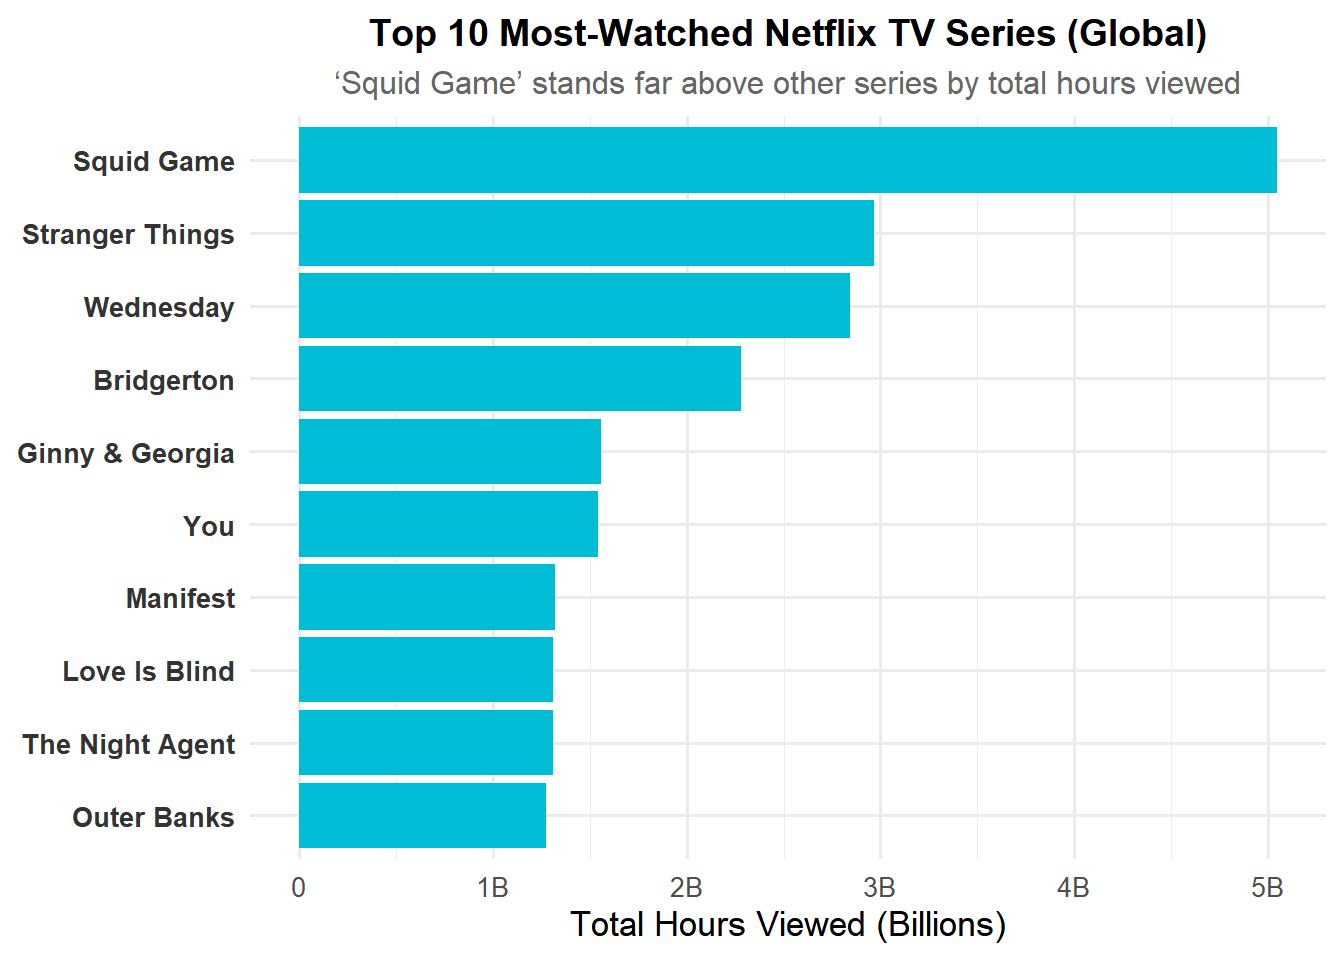 Top 10 Most-Watched Netflix TV Series (Global)
‘Squid Game’ stands far above other series by total hours viewed
Squid Game
Stranger Things
Wednesday
Bridgerton
Ginny & Georgia
You
Manifest
Love Is Blind
The Night Agent
Outer Banks
0 1B 2B 3B 4B 5B
Total Hours Viewed (Billions)